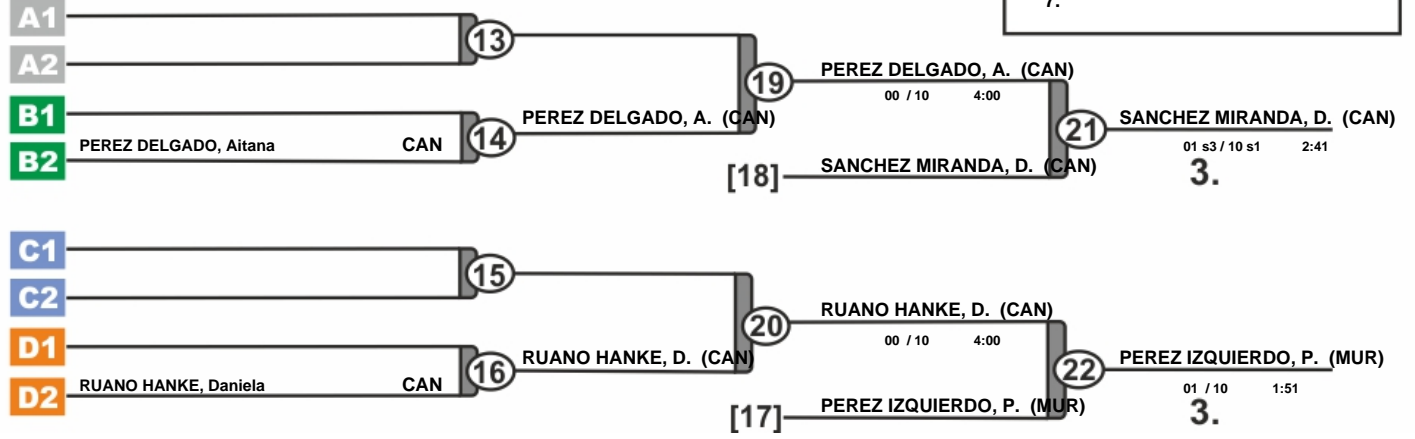 7.
A1
13
A2
PEREZ DELGADO, A. (CAN)
19
00 / 10 4:00
B1
PEREZ DELGADO, A. (CAN)
SANCHEZ MIRANDA, D. (CAN)
21
14
PEREZ DELGADO, Aitana CAN
01 s3 / 10 s1 2:41
B2
SANCHEZ MIRANDA, D. (CAN)
[18]
3.
C1
15
C2
RUANO HANKE, D. (CAN)
20
00 / 10 4:00
D1
RUANO HANKE, D. (CAN)
PEREZ IZQUIERDO, P. (MUR)
16
22
RUANO HANKE, Daniela CAN
01 / 10 1:51
D2
PEREZ IZQUIERDO, P. (MUR)
[17]
3.